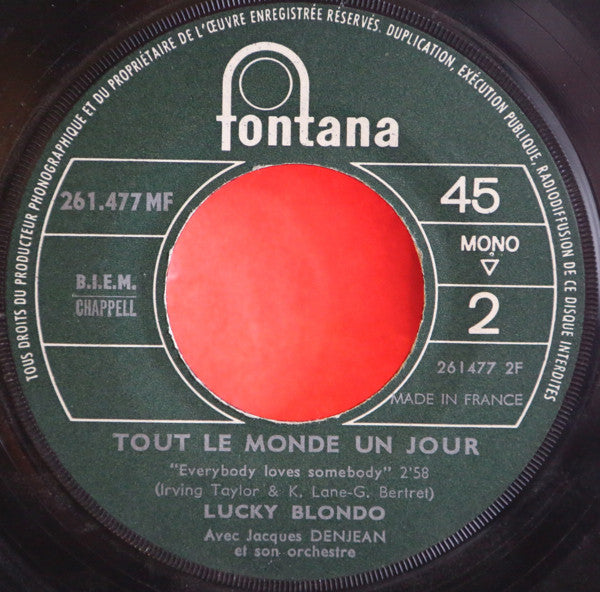 TOUS DROITS DU PRODUCTEUR PHONOGRAPHIQUE ET DU PROPRIÉTAIRE DE L'ŒUVRE ENREGISTRÉE RÉSERVÉS. DUPLICATION, EXÉCUTION PUBLIQUE, RADIODIFFUSION DE CE DISQUE INTERDITES
fontana
261.477 MF
45
B.I.E.M.
CHAPPELL
MONO
2
261477 2F
MADE IN FRANCE
TOUT LE MONDE UN JOUR
"Everybody loves somebody" 2'58
(Irving Taylor & K. Lane-G. Bertret)
LUCKY BLONDO
Avec Jacques DENJEAN
et son orchestre